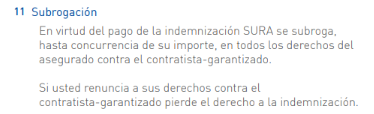 11 Subrogación
En virtud del pago de la indemnización SURA se subroga,
hasta concurrencia de su importe, en todos los derechos del
asegurado contra el contratista-garantizado.
Si usted renuncia a sus derechos contra el
contratista-garantizado pierde el derecho a la indemnización.